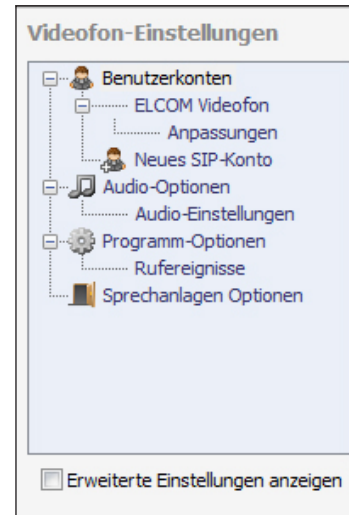 Videofon-Einstellungen
Benutzerkonten
ELCOM Videofon
Anpassungen
Neues SIP-Konto
Audio-Optionen
Audio-Einstellungen
Programm-Optionen
Rufereignisse
Sprechanlagen Optionen
Erweiterte Einstellungen anzeigen